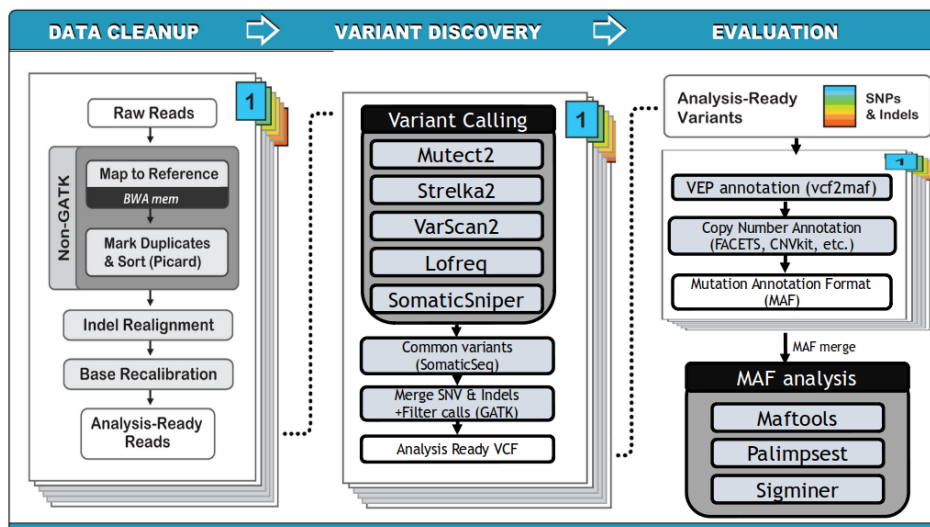 DATA CLEANUP
VARIANT DISCOVERY
EVALUATION
1
Raw Reads
Non-GATK
Map to Reference
BWA mem
Mark Duplicates
& Sort (Picard)
Indel Realignment
Base Recalibration
Analysis-Ready
Reads
1
Variant Calling
Mutect2
Strelka2
VarScan2
Lofreq
SomaticSniper
Common variants
(SomaticSeq)
Merge SNV & Indels
+Filter calls (GATK)
Analysis Ready VCF
Analysis-Ready
Variants
SNPs
& Indels
1
VEP annotation (vcf2maf)
Copy Number Annotation
(FACETS, CNVkit, etc.)
Mutation Annotation Format
(MAF)
MAF merge
MAF analysis
Maftools
Palimpsest
Sigminer